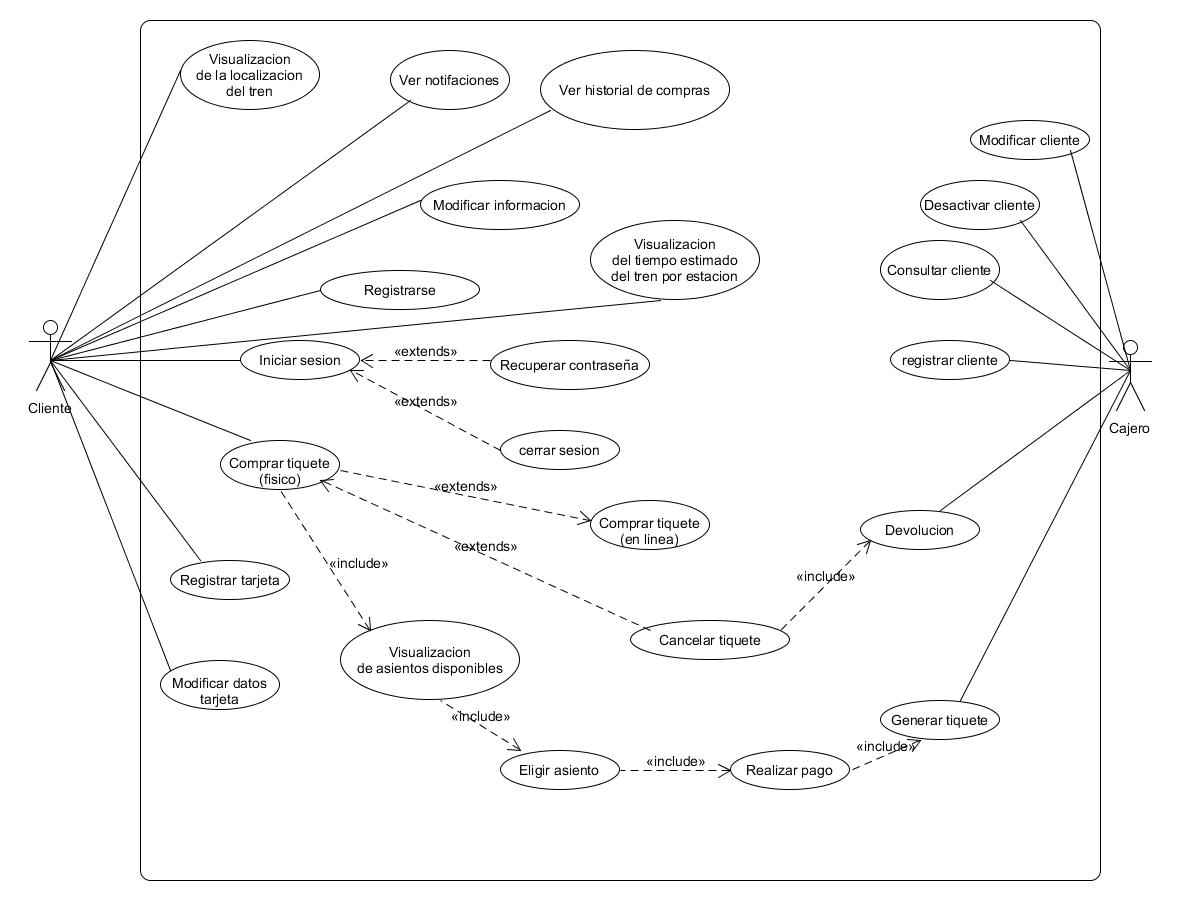 Visualizacion
de la localizacion
del tren
Ver notifaciones
Ver historial de compras
Modificar cliente
Modificar informacion
Desactivar cliente
Visualizacion
del tiempo estimado
del tren por estacion
Consultar cliente
Registrarse
Iniciar sesion
«extends»
Recuperar contraseña
registrar cliente
Cliente
«extends»
Cajero
cerrar sesion
Comprar tiquete
(fisico)
«extends»
Comprar tiquete
(en linea)
Devolucion
«extends»
«include»
«include»
Registrar tarjeta
Cancelar tiquete
Visualizacion
de asientos disponibles
Modificar datos
tarjeta
«include»
Generar tiquete
«include»
Eligir asiento
«include»
Realizar pago